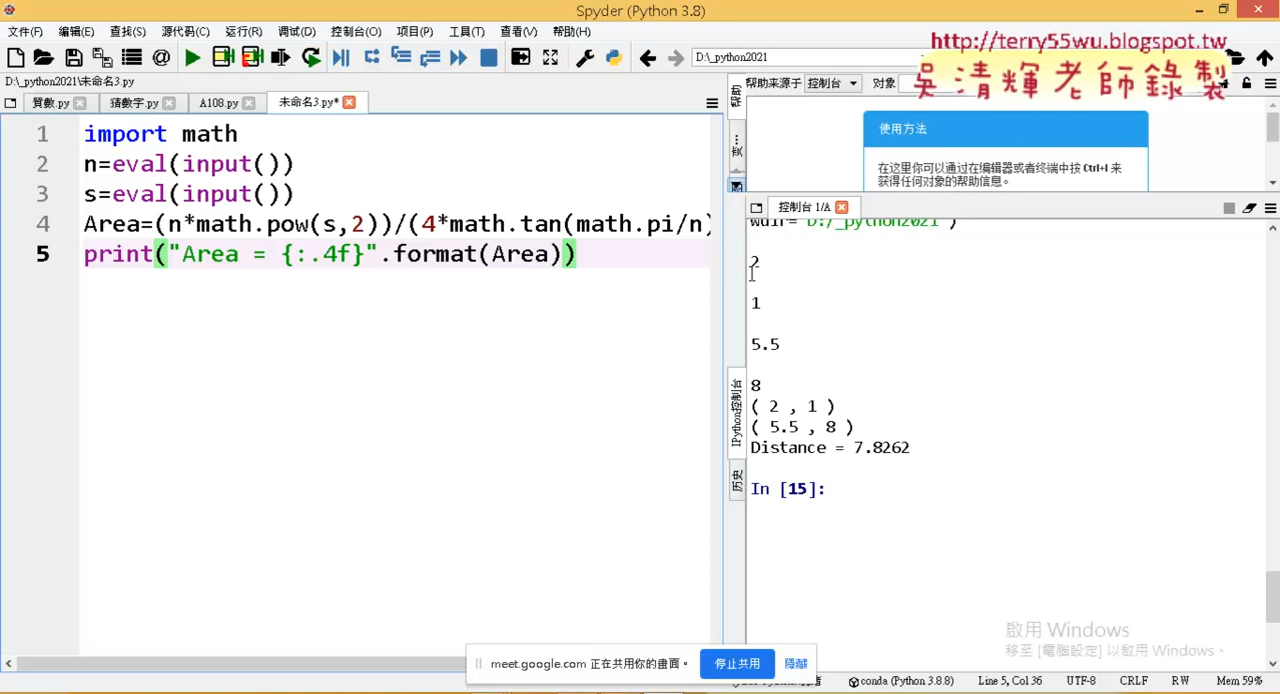 Spyder (Python 3.8)
文件(F) 编辑(E) 查找(S) 源代码(C) 运行(R) 调试(D) 控制台(O) 项目(P) 工具(T) 查看(V) 帮助(H)
D:\_python2021
http://terry55wu.blogspot.tw
吳清輝老師錄製
D:\_python2021\未命名3.py
買數.py 猜數字.py A108.py 未命名3.py*
帮助来源于 控制台 对象
1 import math
2 n=eval(input())
3 s=eval(input())
4 Area=(n*math.pow(s,2))/(4*math.tan(math.pi/n)
5 print("Area = {:.4f}".format(Area))
帮助
使用方法
在这里你可以通过在编辑器或者终端中按 Ctrl+I 来
获得任何对象的帮助信息。
控制台 1/A
wdir='D:/_python2021')
2
1
5.5
8
( 2 , 1 )
( 5.5 , 8 )
Distance = 7.8262
In [15]:
IPython控制台
历史
啟用 Windows
移至 [電腦設定] 以啟用 Windows。
meet.google.com 正在共用你的畫面。 停止共用 隱藏
conda (Python 3.8.8) Line 5, Col 36 UTF-8 CRLF RW Mem 59%